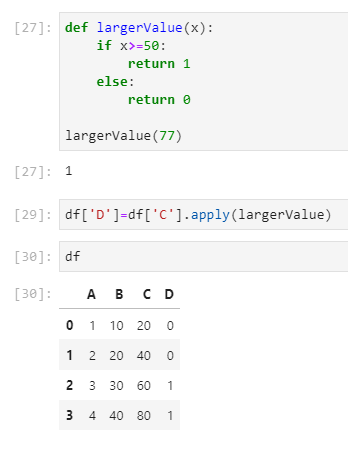 [27]: def largerValue(x):
    if x>=50:
        return 1
    else:
        return 0
largerValue(77)
[27]: 1
[29]: df['D']=df['C'].apply(largerValue)
[30]: df
[30]: A B C D
0 1 10 20 0
1 2 20 40 0
2 3 30 60 1
3 4 40 80 1